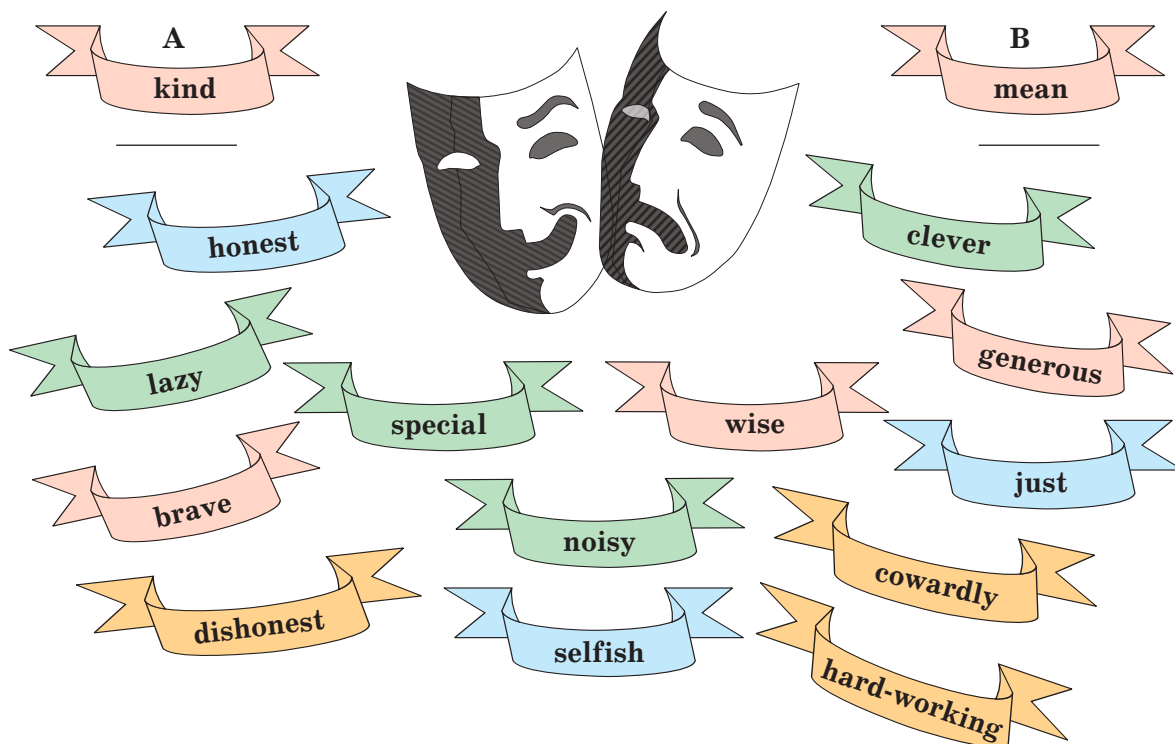 A
kind
B
mean
honest
clever
lazy
generous
special
wise
brave
just
noisy
cowardly
dishonest
selfish
hard-working